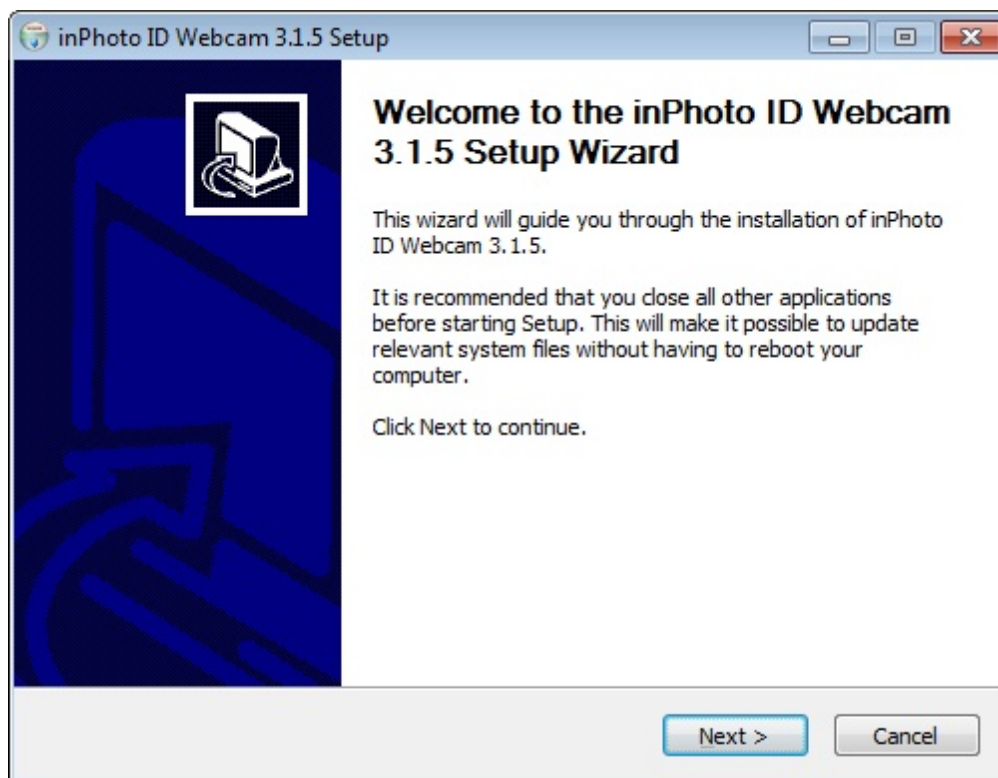 inPhoto ID Webcam 3.1.5 Setup
Welcome to the inPhoto ID Webcam
3.1.5 Setup Wizard
This wizard will guide you through the installation of inPhoto
ID Webcam 3.1.5.
It is recommended that you close all other applications
before starting Setup. This will make it possible to update
relevant system files without having to reboot your
computer.
Click Next to continue.
Next >
Cancel